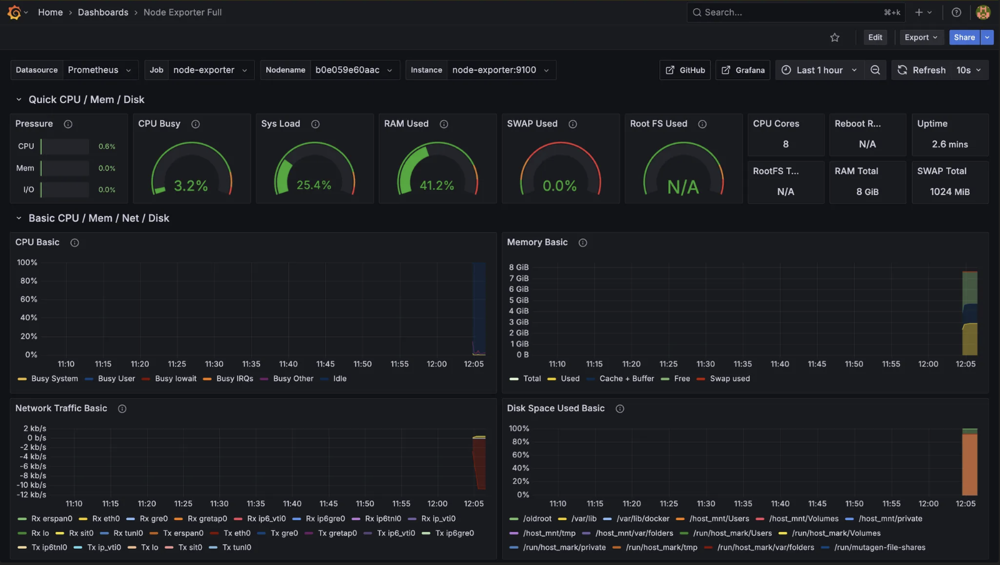 Home › Dashboards › Node Exporter Full
Search... ⌘+k
Edit Export Share
Datasource Prometheus Job node-exporter Nodename b0e059e60aac Instance node-exporter:9100 GitHub Grafana Last 1 hour Refresh 10s
Quick CPU / Mem / Disk
Pressure
CPU 0.6%
Mem 0.0%
I/O 0.0%
CPU Busy
3.2%
Sys Load
25.4%
RAM Used
41.2%
SWAP Used
0.0%
Root FS Used
N/A
CPU Cores
8
Reboot R...
N/A
Uptime
2.6 mins
RootFS T...
N/A
RAM Total
8 GiB
SWAP Total
1024 MiB
Basic CPU / Mem / Net / Disk
CPU Basic
100%
80%
60%
40%
20%
0%
11:10 11:15 11:20 11:25 11:30 11:35 11:40 11:45 11:50 11:55 12:00 12:05
Busy System Busy User Busy Iowait Busy IRQs Busy Other Idle
Memory Basic
8 GiB
7 GiB
6 GiB
5 GiB
4 GiB
3 GiB
2 GiB
1 GiB
0 B
11:10 11:15 11:20 11:25 11:30 11:35 11:40 11:45 11:50 11:55 12:00 12:05
Total Used Cache + Buffer Free Swap used
Network Traffic Basic
2 kb/s
0 b/s
-2 kb/s
-4 kb/s
-6 kb/s
-8 kb/s
-10 kb/s
-12 kb/s
11:10 11:15 11:20 11:25 11:30 11:35 11:40 11:45 11:50 11:55 12:00 12:05
Rx erspan0 Rx eth0 Rx gre0 Rx gretap0 Rx ip6_vti0 Rx ip6gre0 Rx ip6tnl0 Rx ip_vti0
Rx lo Rx sit0 Rx tunl0 Tx erspan0 Tx eth0 Tx gre0 Tx gretap0 Tx ip6_vti0 Tx ip6gre0
Tx ip6tnl0 Tx ip_vti0 Tx lo Tx sit0 Tx tunl0
Disk Space Used Basic
100%
80%
60%
40%
20%
0%
11:10 11:15 11:20 11:25 11:30 11:35 11:40 11:45 11:50 11:55 12:00 12:05
/oldroot /var/lib /var/lib/docker /host_mnt/Users /host_mnt/Volumes /host_mnt/private
/host_mnt/tmp /host_mnt/var/folders /run/host_mark/Users /run/host_mark/Volumes
/run/host_mark/private /run/host_mark/tmp /run/host_mark/var/folders /run/mutagen-file-shares